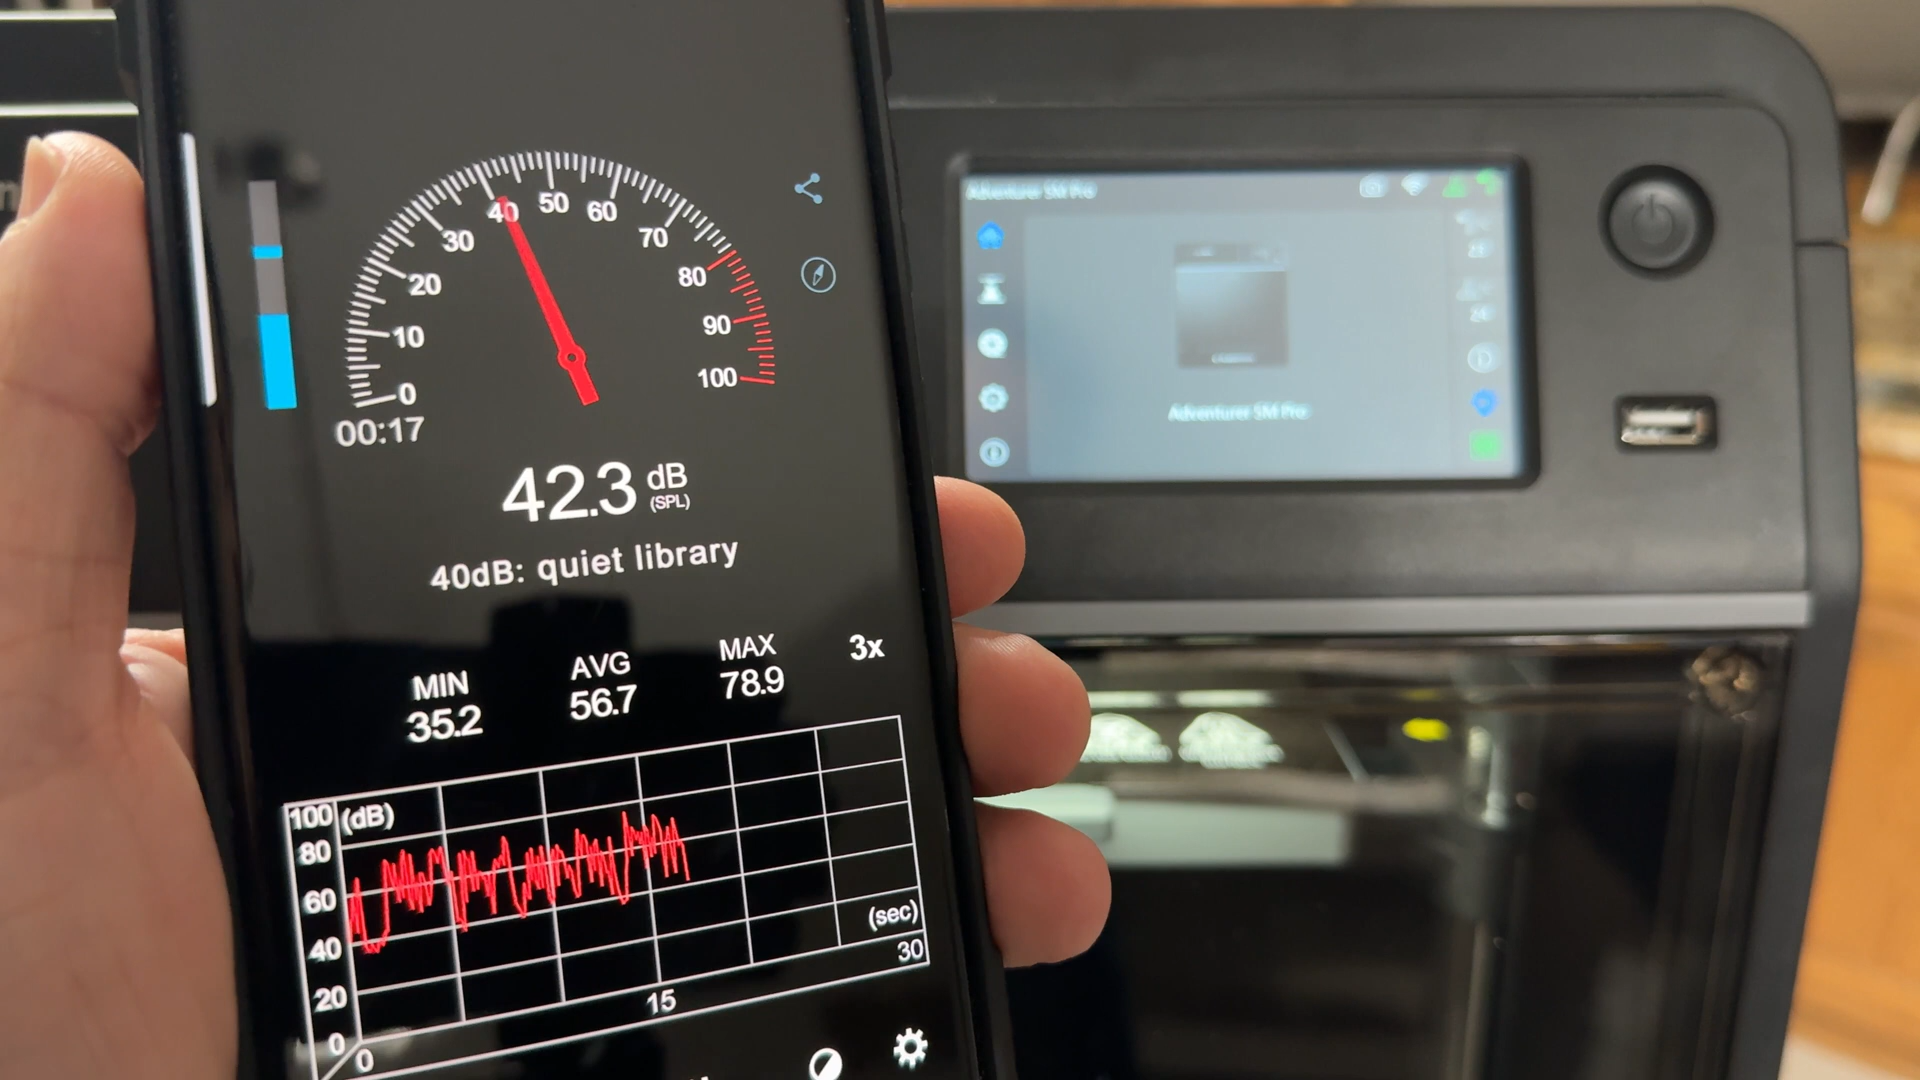 0
10
20
30
40
50
60
70
80
90
100
00:17
42.3 dB
(SPL)
40dB: quiet library
MIN
35.2
AVG
56.7
MAX
78.9
3x
100 (dB)
80
60
40
20
0
0
15
30
(sec)
Adventurer 5M Pro
Adventurer 5M Pro